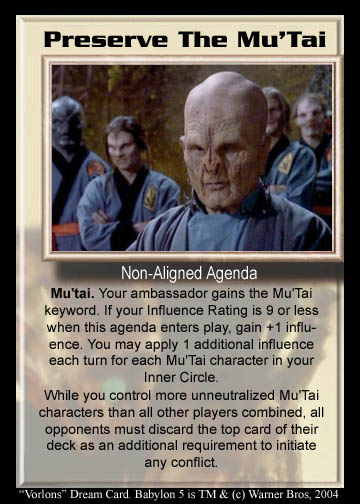 Preserve The Mu'Tai
Non-Aligned Agenda
Mu'tai. Your ambassador gains the Mu'Tai
keyword. If your Influence Rating is 9 or less
when this agenda enters play, gain +1 influ-
ence. You may apply 1 additional influence
each turn for each Mu'Tai character in your
Inner Circle.
While you control more unneutralized Mu'Tai
characters than all other players combined, all
opponents must discard the top card of their
deck as an additional requirement to initiate
any conflict.
"Vorlons" Dream Card. Babylon 5 is TM & (c) Warner Bros, 2004